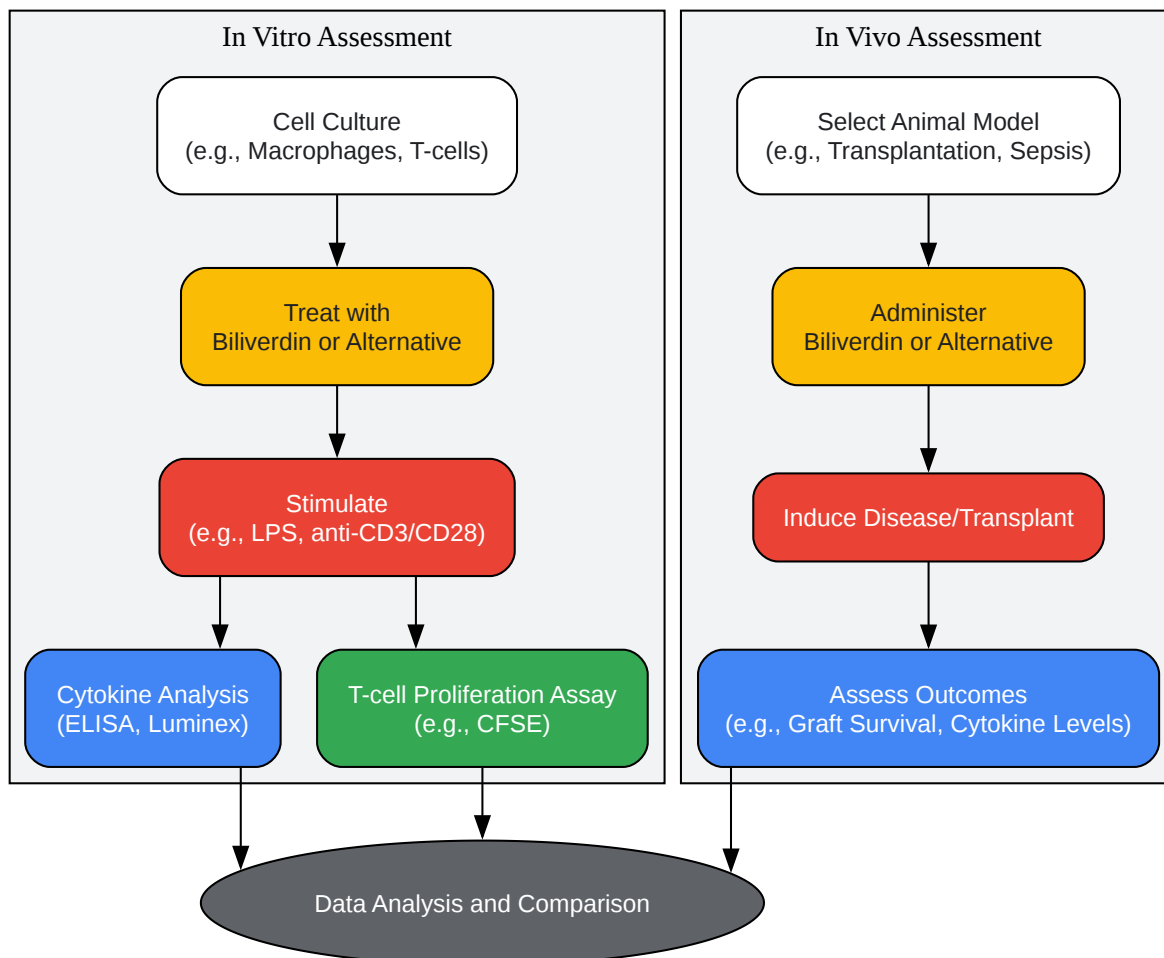 In Vitro Assessment
Cell Culture
(e.g., Macrophages, T-cells)
Treat with
Biliverdin or Alternative
Stimulate
(e.g., LPS, anti-CD3/CD28)
Cytokine Analysis
(ELISA, Luminex)
T-cell Proliferation Assay
(e.g., CFSE)
In Vivo Assessment
Select Animal Model
(e.g., Transplantation, Sepsis)
Administer
Biliverdin or Alternative
Induce Disease/Transplant
Assess Outcomes
(e.g., Graft Survival, Cytokine Levels)
Data Analysis and Comparison